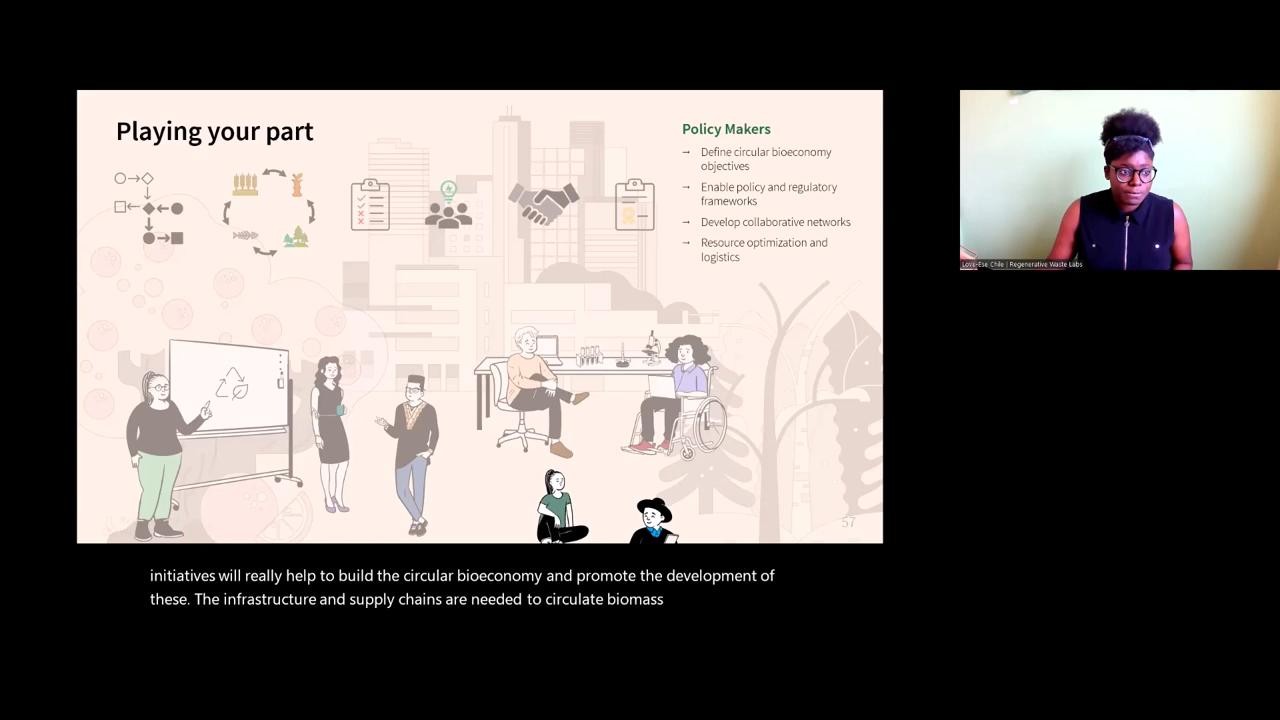 Playing your part
Policy Makers
→ Define circular bioeconomy
objectives
→ Enable policy and regulatory
frameworks
→ Develop collaborative networks
→ Resource optimization and
logistics
57
Love-Ese Chile | Regenerative Waste Labs
initiatives will really help to build the circular bioeconomy and promote the development of
these. The infrastructure and supply chains are needed to circulate biomass